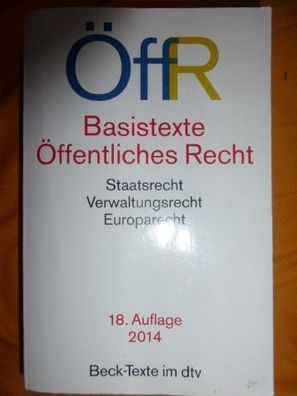 ÖffR
Basistexte
Öffentliches Recht
Staatsrecht
Verwaltungsrecht
Europarecht
18. Auflage
2014
Beck-Texte im dtv